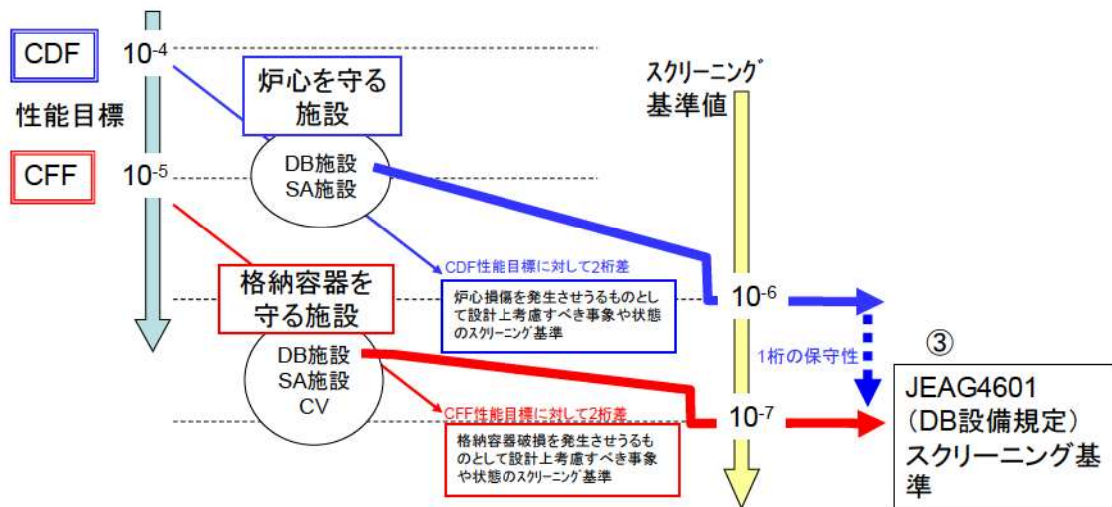 CDF
10-4
性能目標
CFF
10-5
炉心を守る
施設
DB施設
SA施設
スクリーニング
基準値
CDF性能目標に対して2桁差
炉心損傷を発生させうるものとし
て設計上考慮すべき事象や状態
のスクリーニング基準
格納容器を
守る施設
DB施設
SA施設
CV
CFF性能目標に対して2桁差
格納容器破損を発生させうるも
のとして設計上考慮すべき事象
や状態のスクリーニング基準
10-6
1桁の保守性
10-7
③
JEAG4601
(DB設備規定)
スクリーニング基
準